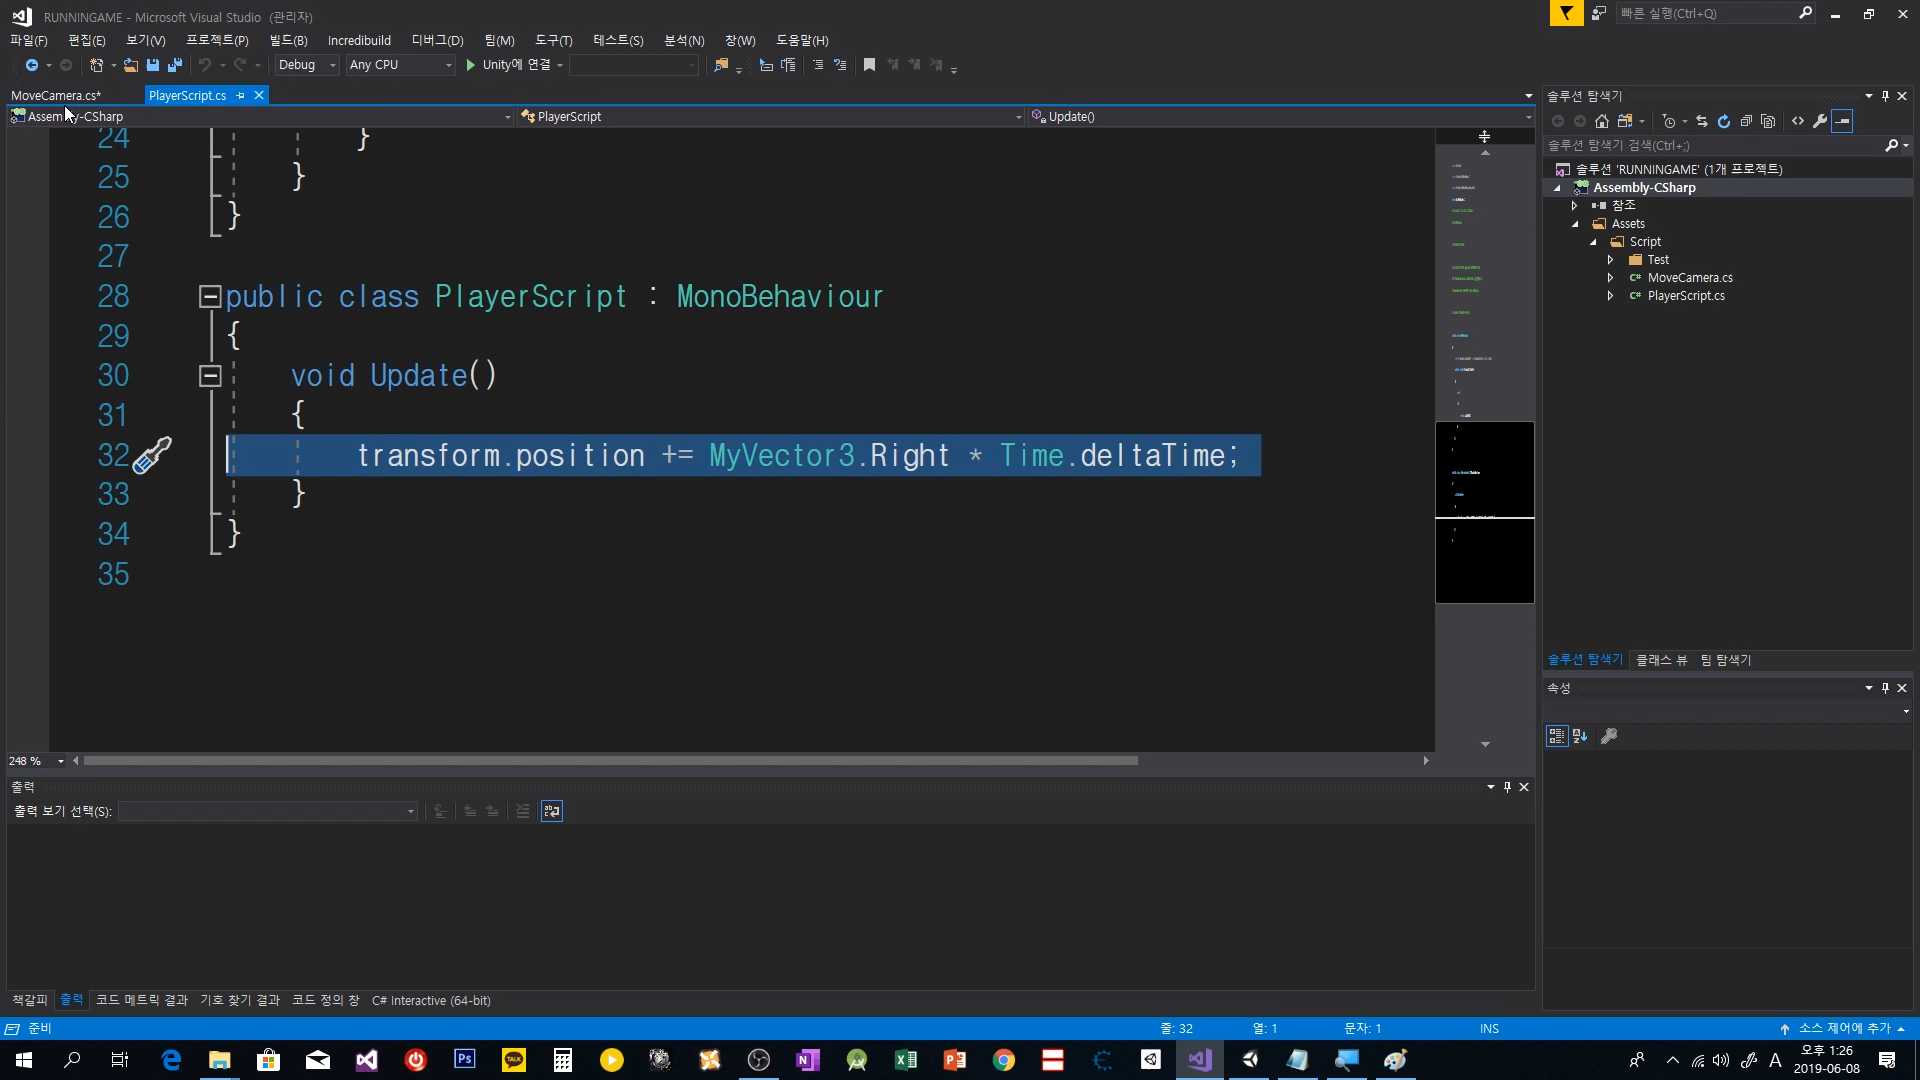 RUNNINGAME - Microsoft Visual Studio (관리자)
빠른 실행(Ctrl+Q)
파일(F) 편집(E) 보기(V) 프로젝트(P) 빌드(B) Incredibuild 디버그(D) 팀(M) 도구(T) 테스트(S) 분석(N) 창(W) 도움말(H)
Debug Any CPU Unity에 연결
MoveCamera.cs* PlayerScript.cs
Assembly-CSharp PlayerScript Update()
24 }
25 }
26 }
27
28 public class PlayerScript : MonoBehaviour
29 {
30 void Update()
31 {
32 transform.position += MyVector3.Right * Time.deltaTime;
33 }
34 }
35
248 %
솔루션 탐색기
솔루션 탐색기 검색(Ctrl+;)
솔루션 'RUNNINGAME' (1개 프로젝트)
Assembly-CSharp
참조
Assets
Script
Test
C# MoveCamera.cs
C# PlayerScript.cs
솔루션 탐색기 클래스 뷰 팀 탐색기
속성
출력
출력 보기 선택(S):
책갈피 출력 코드 메트릭 결과 기호 찾기 결과 코드 정의 창 C# Interactive (64-bit)
준비 줄: 32 열: 1 문자: 1 INS 소스 제어에 추가
Ps TALK A 오후 1:26
2019-06-08